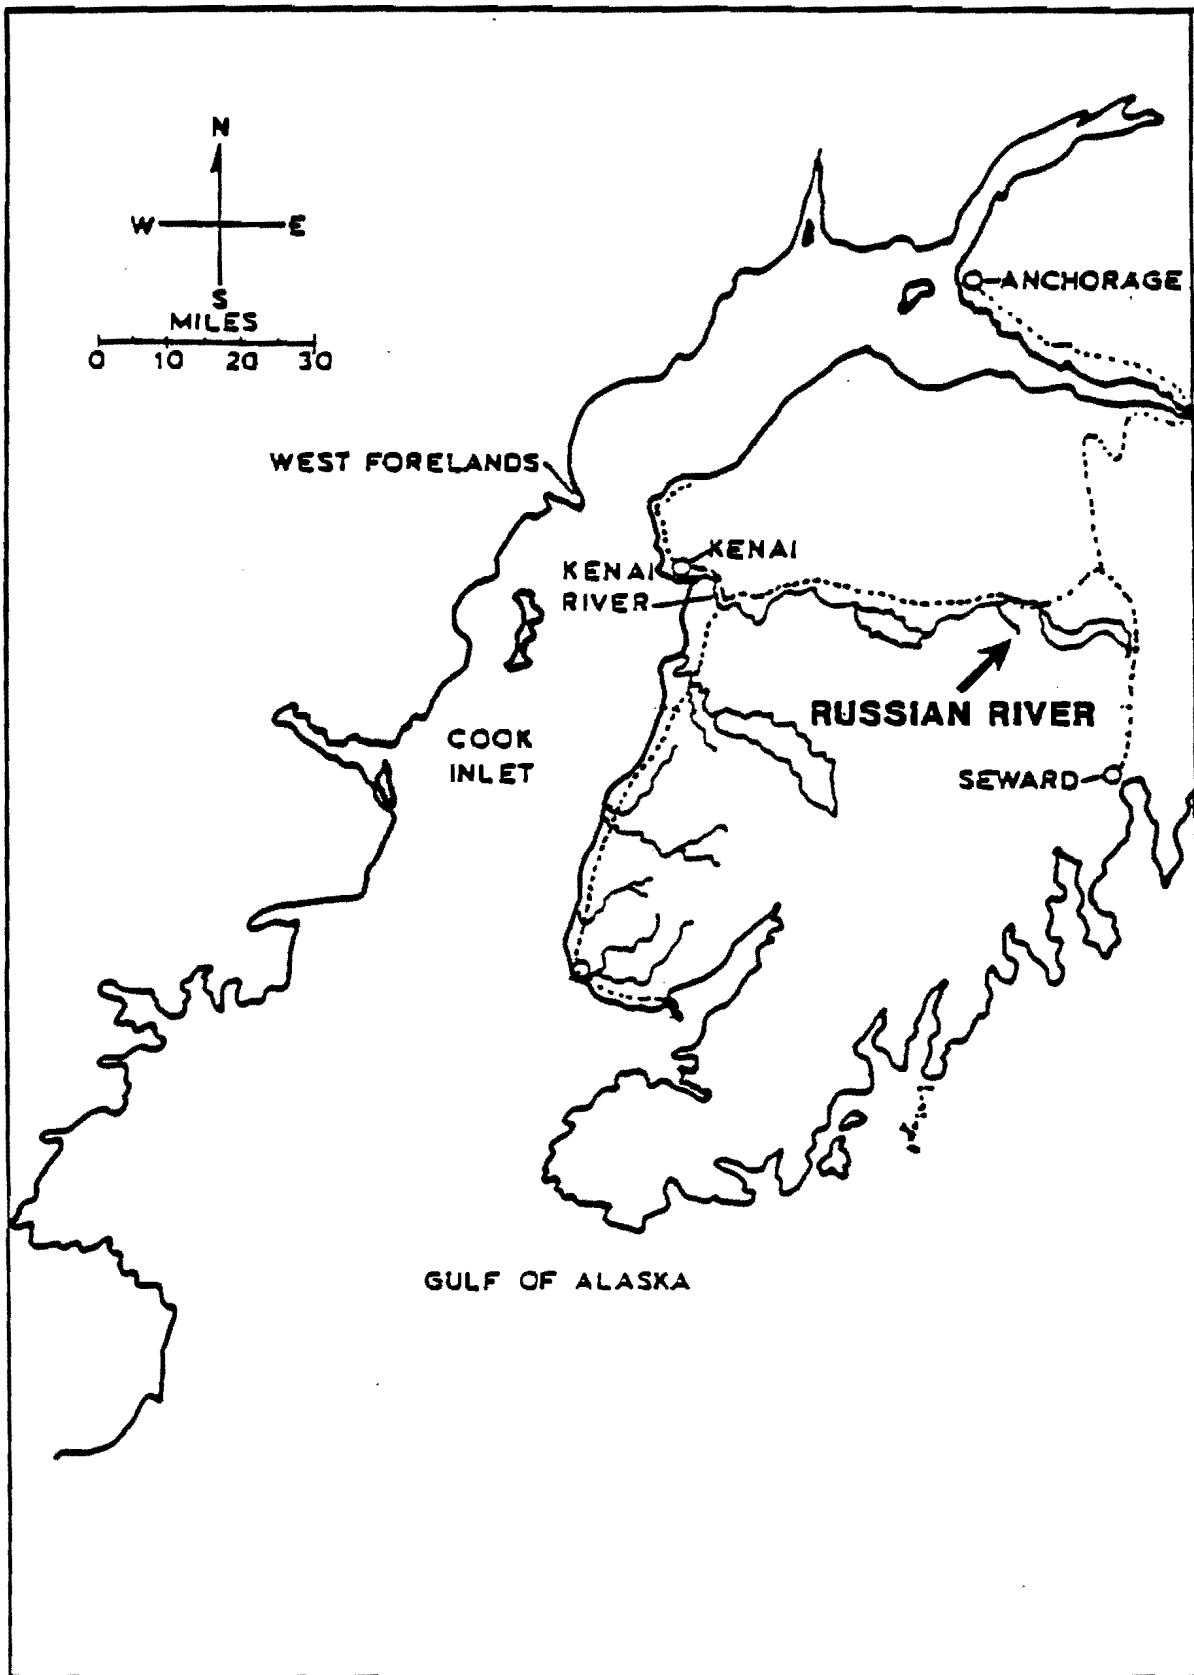 N
W E
S
MILES
0 10 20 30
ANCHORAGE
WEST FORELANDS
KENAI
KENAI
RIVER
RUSSIAN RIVER
COOK
INLET
SEWARD
GULF OF ALASKA